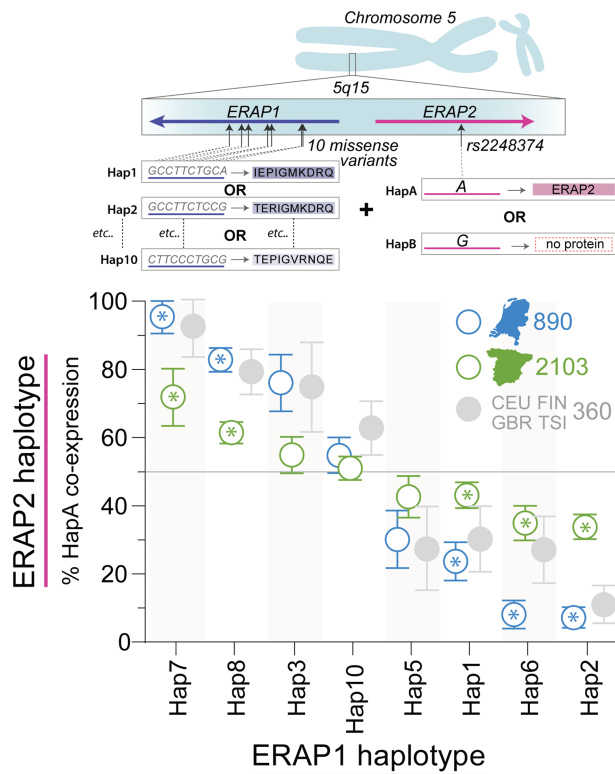 Chromosome 5
5q15
ERAP1
ERAP2
10 missense
variants
rs2248374
Hap1
GCCTTCTGCA
IEPIGMKDRQ
OR
Hap2
GCCTTCTCCG
TERIGMKDRQ
etc..
etc..
OR
etc..
Hap10
CTTCCCTGCG
TEPIGVRNQE
+
HapA
A
ERAP2
OR
HapB
G
no protein
ERAP2 haplotype
% HapA co-expression
100
80
60
40
20
0
890
2103
CEU FIN
GBR TSI
360
Hap7
Hap8
Hap3
Hap10
Hap5
Hap1
Hap6
Hap2
ERAP1 haplotype